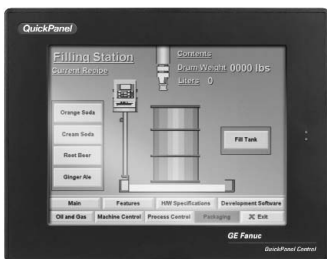 QuickPanel
Filling Station
Current Recipe
Contents
Drum Weight 0000 lbs
Liters 0
Orange Soda
Cream Soda
Root Beer
Ginger Ale
Fill Tank
Main Features H/W Specifications Development Software
Oil and Gas Machine Control Process Control Packaging Exit
GE Fanuc
QuickPanel Control